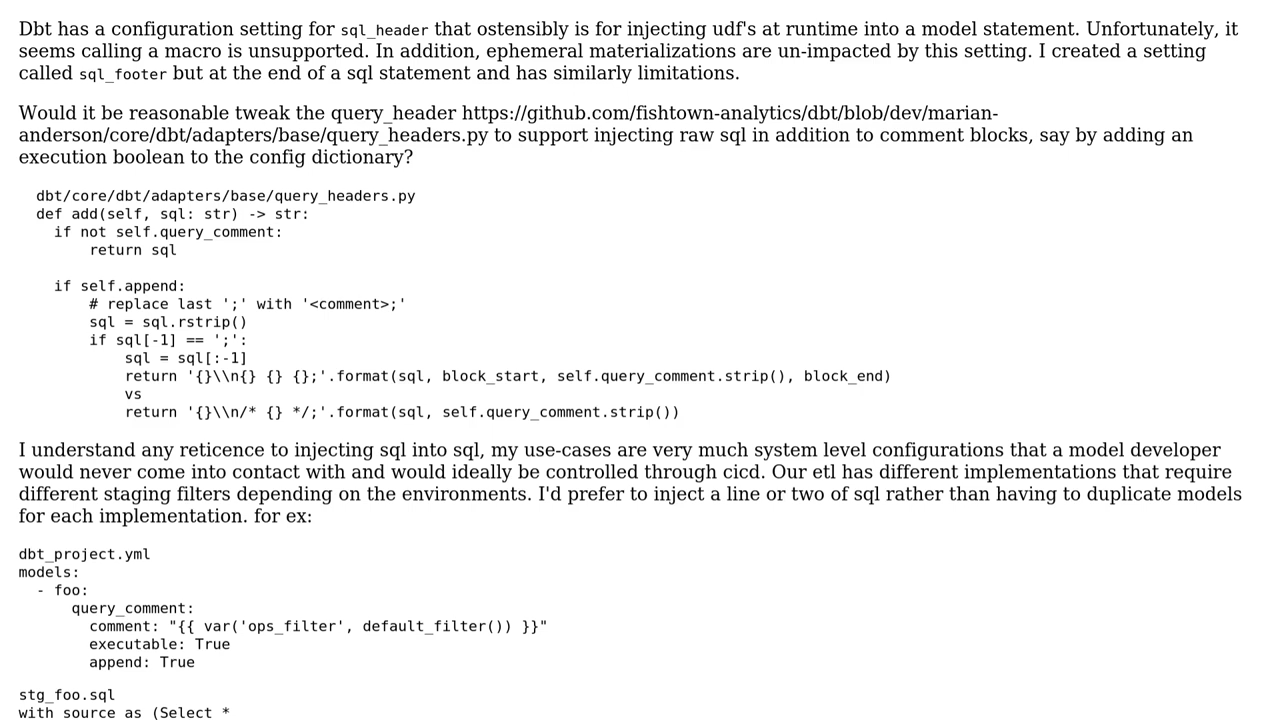 Dbt has a configuration setting for sql_header that ostensibly is for injecting udf's at runtime into a model statement. Unfortunately, it
seems calling a macro is unsupported. In addition, ephemeral materializations are un-impacted by this setting. I created a setting
called sql_footer but at the end of a sql statement and has similarly limitations.
Would it be reasonable tweak the query_header https://github.com/fishtown-analytics/dbt/blob/dev/marian-
anderson/core/dbt/adapters/base/query_headers.py to support injecting raw sql in addition to comment blocks, say by adding an
execution boolean to the config dictionary?
dbt/core/dbt/adapters/base/query_headers.py
def add(self, sql: str) -> str:
if not self.query_comment:
return sql
if self.append:
# replace last ';' with '<comment>;'
sql = sql.rstrip()
if sql[-1] == ';':
sql = sql[:-1]
return '{}\\n{} {} {};'.format(sql, block_start, self.query_comment.strip(), block_end)
vs
return '{}\\n/* {} */;'.format(sql, self.query_comment.strip())
I understand any reticence to injecting sql into sql, my use-cases are very much system level configurations that a model developer
would never come into contact with and would ideally be controlled through cicd. Our etl has different implementations that require
different staging filters depending on the environments. I'd prefer to inject a line or two of sql rather than having to duplicate models
for each implementation. for ex:
dbt_project.yml
models:
- foo:
query_comment:
comment: "{{ var('ops_filter', default_filter()) }}"
executable: True
append: True
stg_foo.sql
with source as (Select *